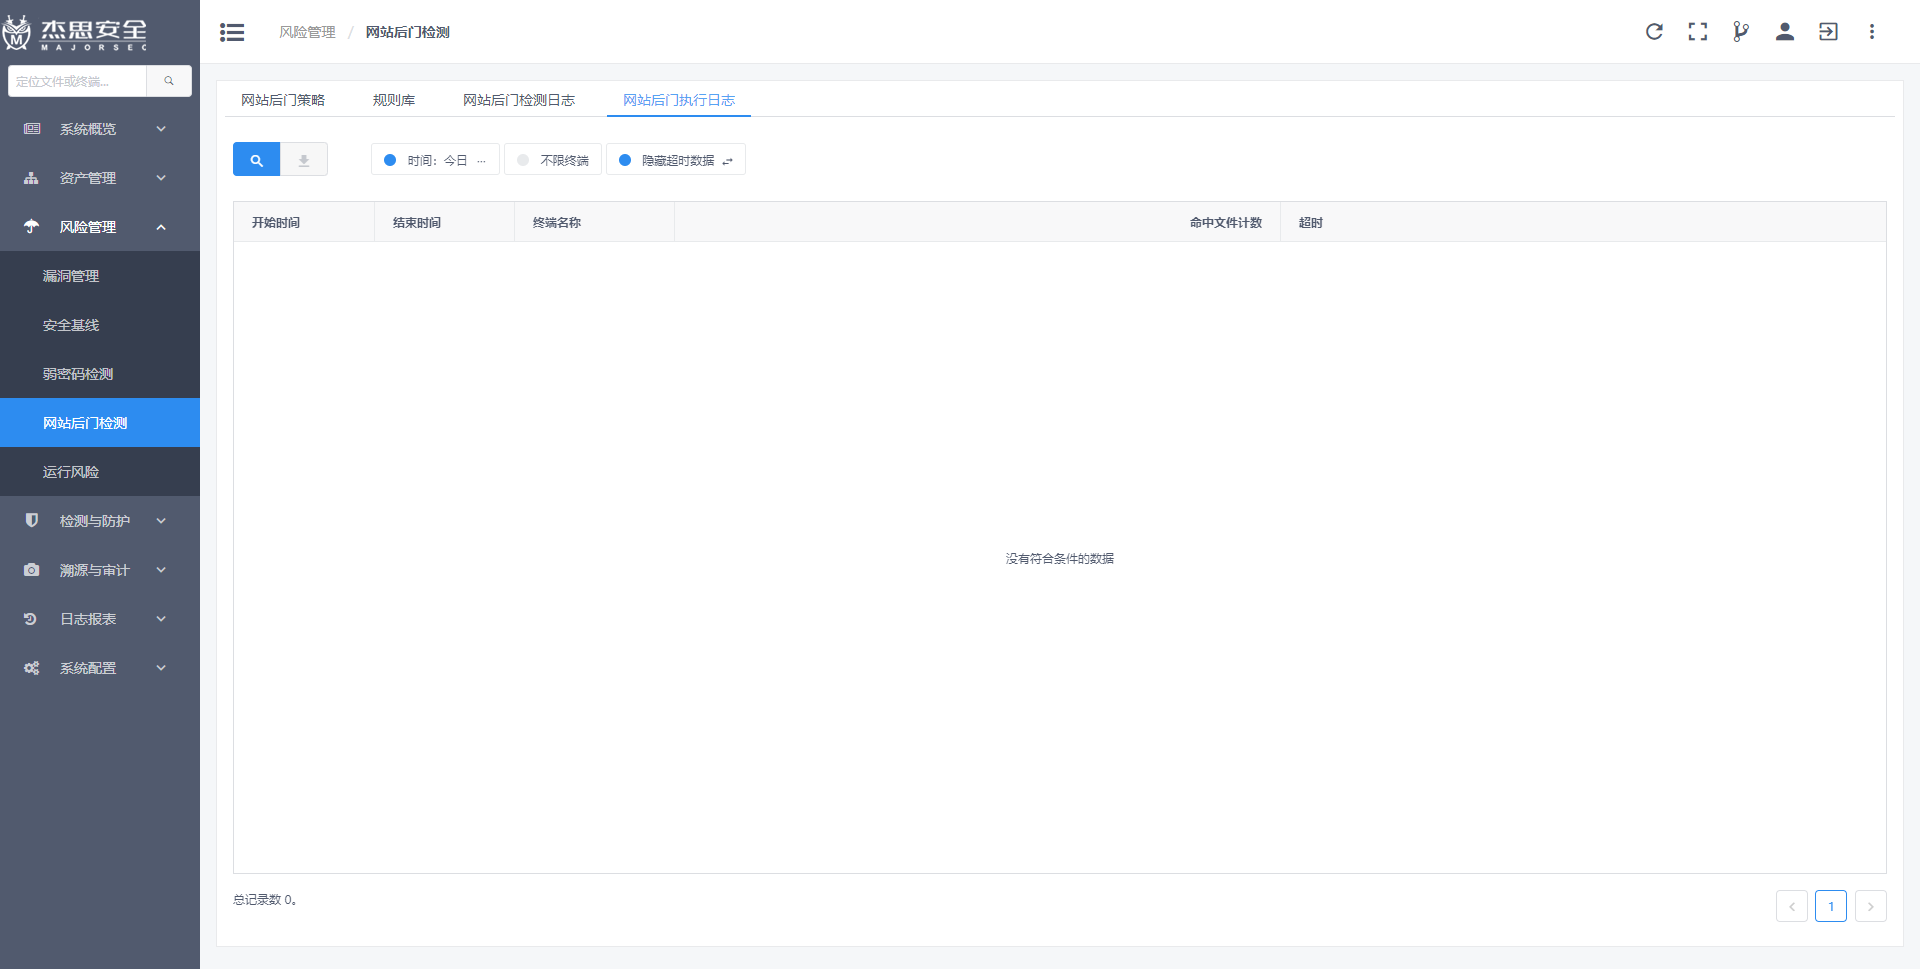 杰思安全
MAJORSEC
定位文件或终端...
系统概览
资产管理
风险管理
漏洞管理
安全基线
弱密码检测
网站后门检测
运行风险
检测与防护
溯源与审计
日志报表
系统配置
风险管理 / 网站后门检测
网站后门策略 规则库 网站后门检测日志 网站后门执行日志
时间：今日 ... 不限终端 隐藏超时数据
开始时间 结束时间 终端名称 命中文件计数 超时
没有符合条件的数据
总记录数 0。
1